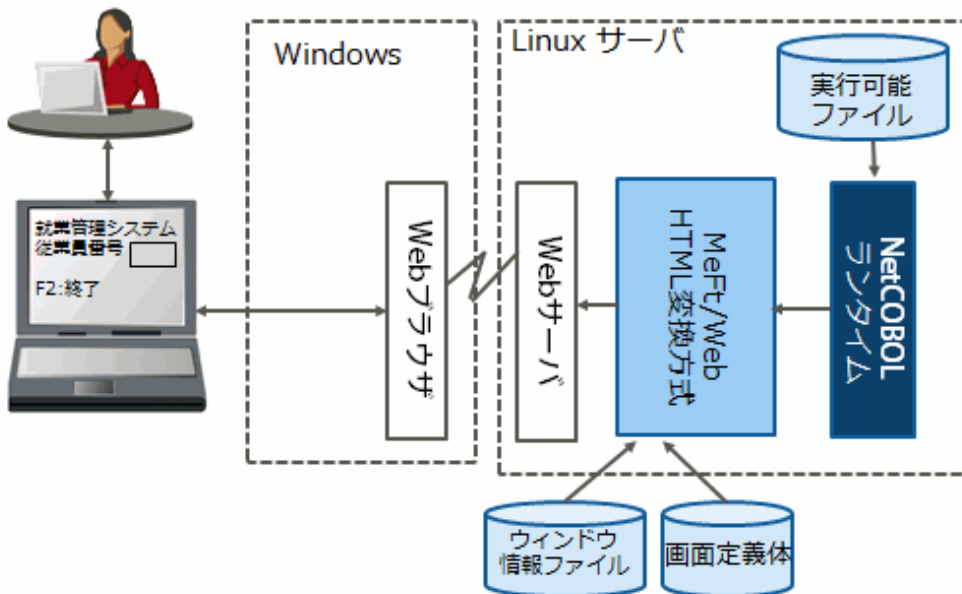 Windows
Linux サーバ
実行可能
ファイル
就業管理システム
従業員番号
F2:終了
Webブラウザ
Webサーバ
MeFt/Web
HTML変換方式
NetCOBOL
ランタイム
ウィンドウ
情報ファイル
画面定義体